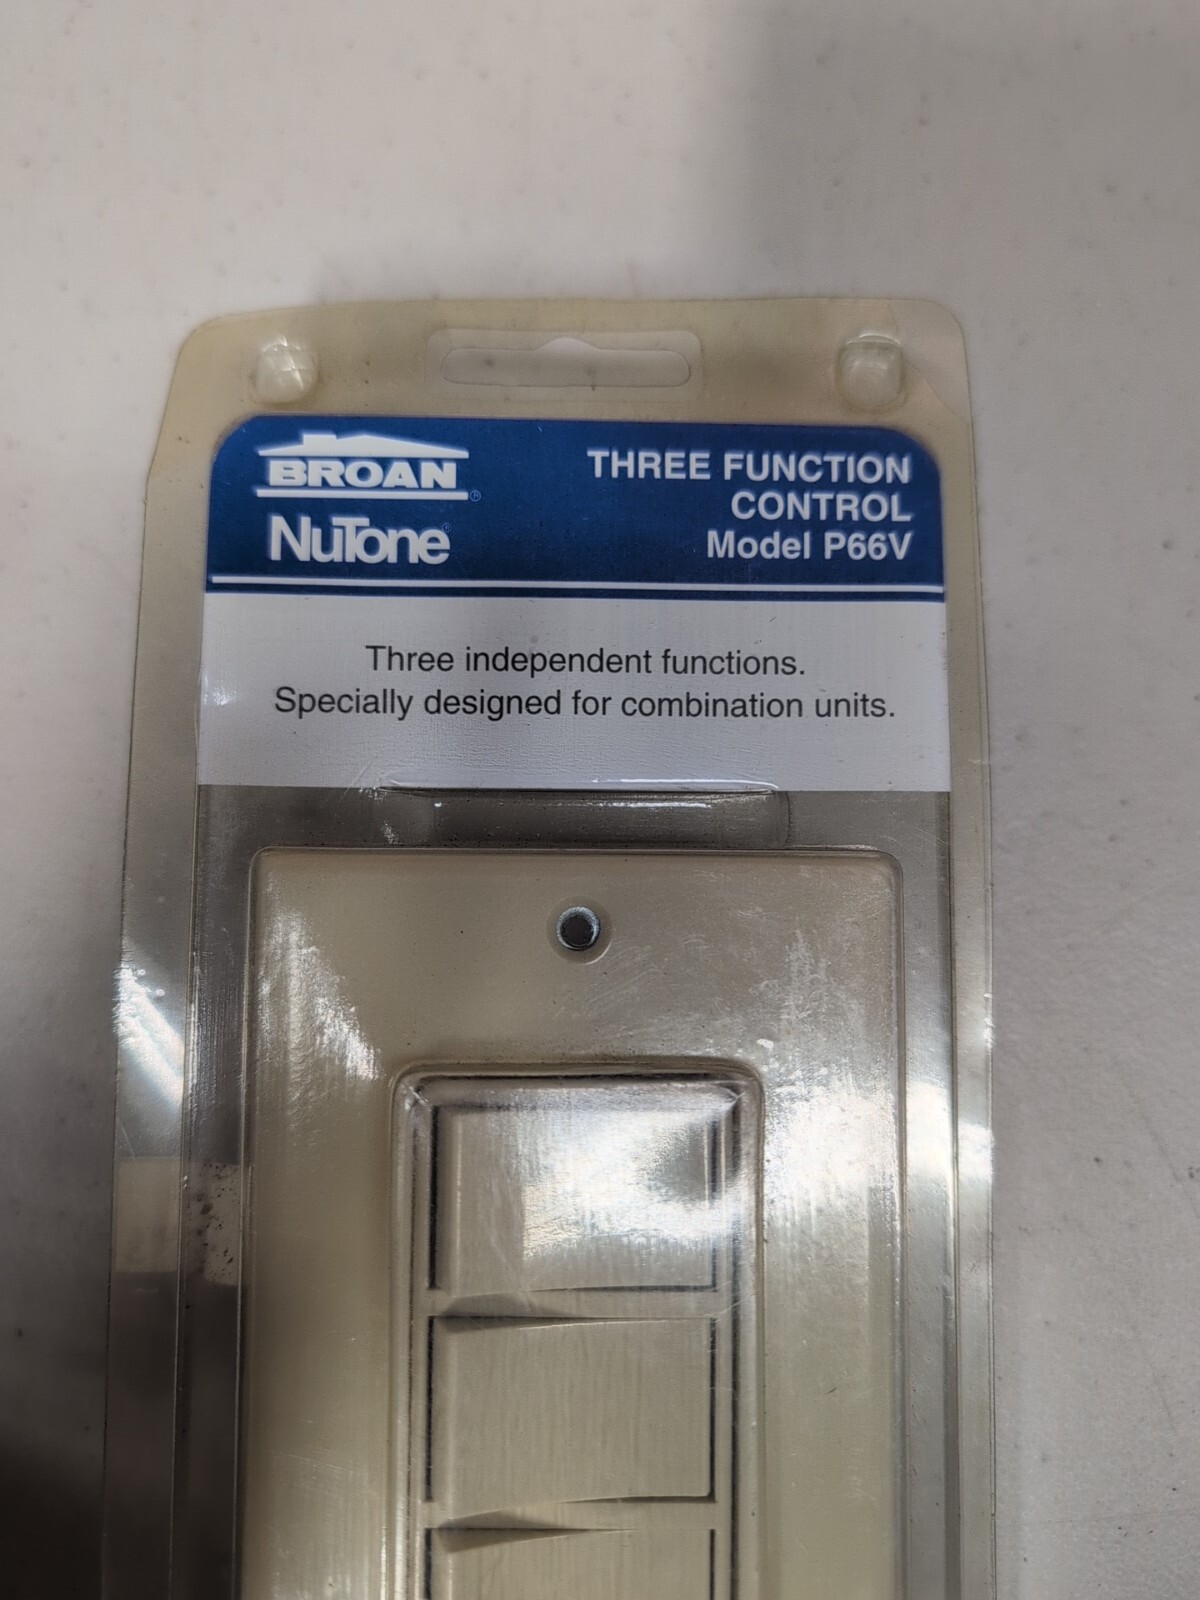 BROAN®
NuTone®
THREE FUNCTION
CONTROL
Model P66V
Three independent functions.
Specially designed for combination units.